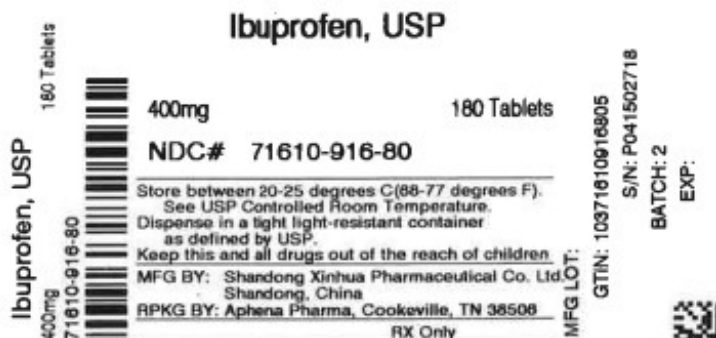 Ibuprofen, USP
400mg 180 Tablets
NDC# 71610-916-80
Store between 20-25 degrees C(68-77 degrees F).
See USP Controlled Room Temperature.
Dispense in a tight light-resistant container
as defined by USP.
Keep this and all drugs out of the reach of children
MFG BY: Shandong Xinhua Pharmaceutical Co. Ltd.
Shandong, China
RPKG BY: Aphena Pharma, Cookeville, TN 38506
RX Only
Ibuprofen, USP 180 Tablets
400mg
71610-916-80
MFG LOT:
GTIN: 10371610916805
S/N: P041502718
BATCH: 2
EXP: